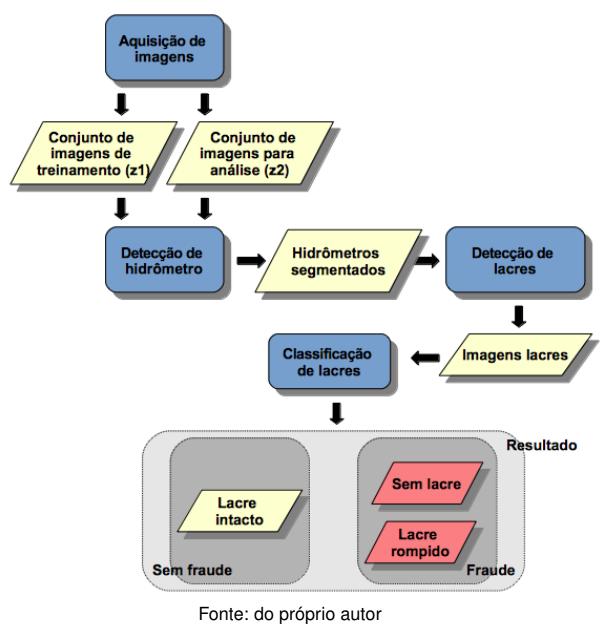 Aquisição de
imagens
Conjunto de
imagens de
treinamento (z1)
Conjunto de
imagens para
análise (z2)
Detecção de
hidrômetro
Hidrômetros
segmentados
Detecção de
lacres
Imagens lacres
Classificação
de lacres
Resultado
Lacre
intacto
Sem fraude
Sem lacre
Lacre
rompido
Fraude
Fonte: do próprio autor